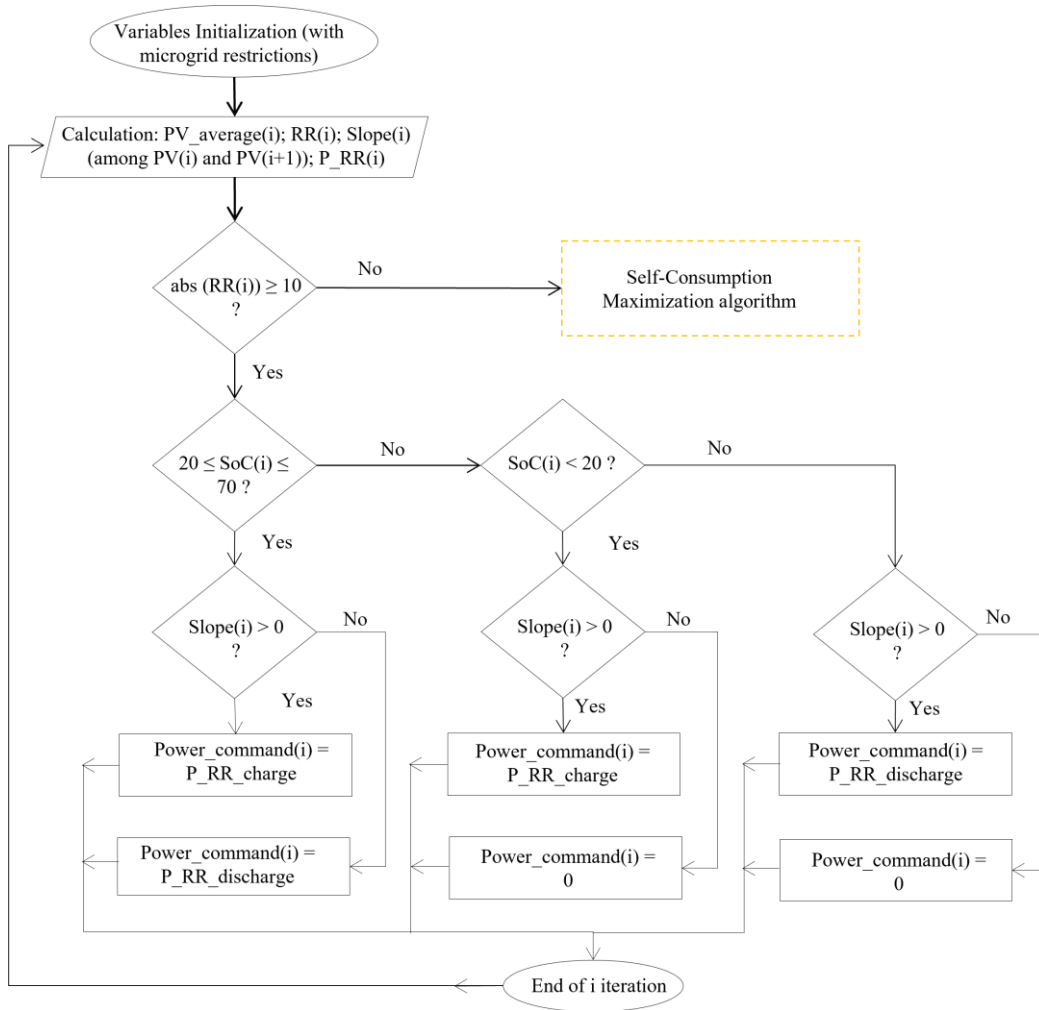 Variables Initialization (with
microgrid restrictions)
Calculation: PV_average(i); RR(i); Slope(i)
(among PV(i) and PV(i+1)); P_RR(i)
abs (RR(i)) ≥ 10
?
No
Self-Consumption
Maximization algorithm
Yes
20 ≤ SoC(i) ≤
70 ?
No
SoC(i) < 20 ?
No
Yes
Yes
Slope(i) > 0
?
No
Slope(i) > 0
?
No
Slope(i) > 0
?
No
Yes
Yes
Yes
Power_command(i) =
P_RR_charge
Power_command(i) =
P_RR_charge
Power_command(i) =
P_RR_discharge
Power_command(i) =
P_RR_discharge
Power_command(i) =
0
Power_command(i) =
0
End of i iteration